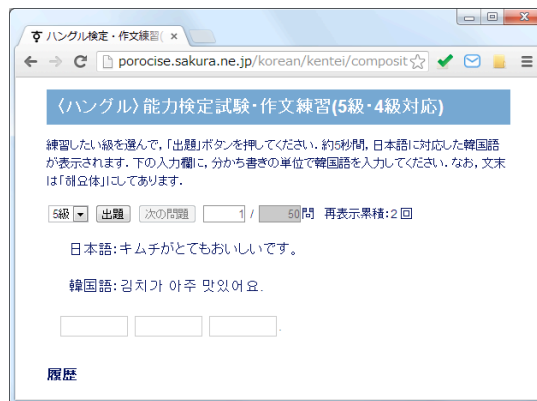 ハングル検定・作文練習(
porocise.sakura.ne.jp/korean/kentei/composit
〈ハングル〉能力検定試験・作文練習(5級・4級対応)
練習したい級を選んで,「出題」ボタンを押してください. 約5秒間, 日本語に対応した韓国語
が表示されます. 下の入力欄に, 分かち書きの単位で韓国語を入力してください. なお, 文末
は「해요体」にしてあります.
5級 出題 次の問題 1 / 50問 再表示累積:2回
日本語:キムチがとてもおいしいです。
韓国語:김치가 아주 맛있어요.
.
履歴